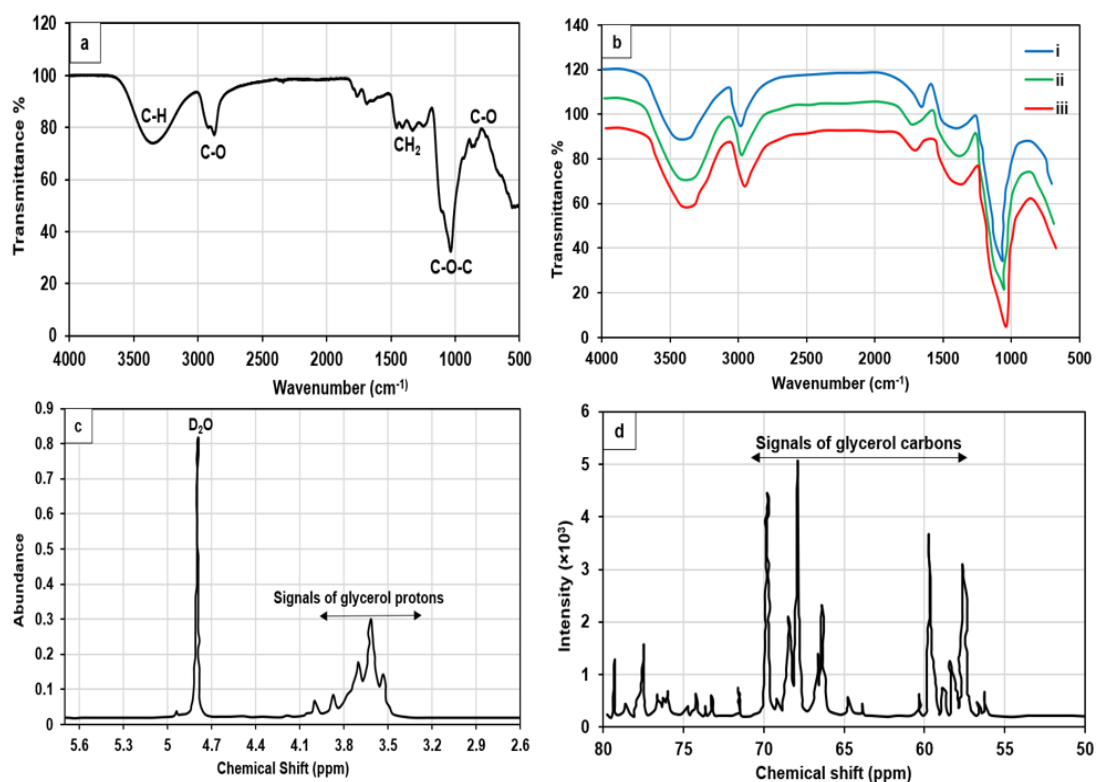 a
Transmittance %
120
100
80
60
40
20
0
C-H
C-O
CH₂
C-O
C-O-C
4000 3500 3000 2500 2000 1500 1000 500
Wavenumber (cm⁻¹)
b
Transmittance %
140
120
100
80
60
40
20
0
i
ii
iii
4000 3500 3000 2500 2000 1500 1000 500
Wavenumber (cm⁻¹)
c
Abundance
0.9
0.8
0.7
0.6
0.5
0.4
0.3
0.2
0.1
0
D₂O
Signals of glycerol protons
5.6 5.3 5 4.7 4.4 4.1 3.8 3.5 3.2 2.9 2.6
Chemical Shift (ppm)
d
Intensity (×10³)
6
5
4
3
2
1
0
Signals of glycerol carbons
80 75 70 65 60 55 50
Chemical shift (ppm)